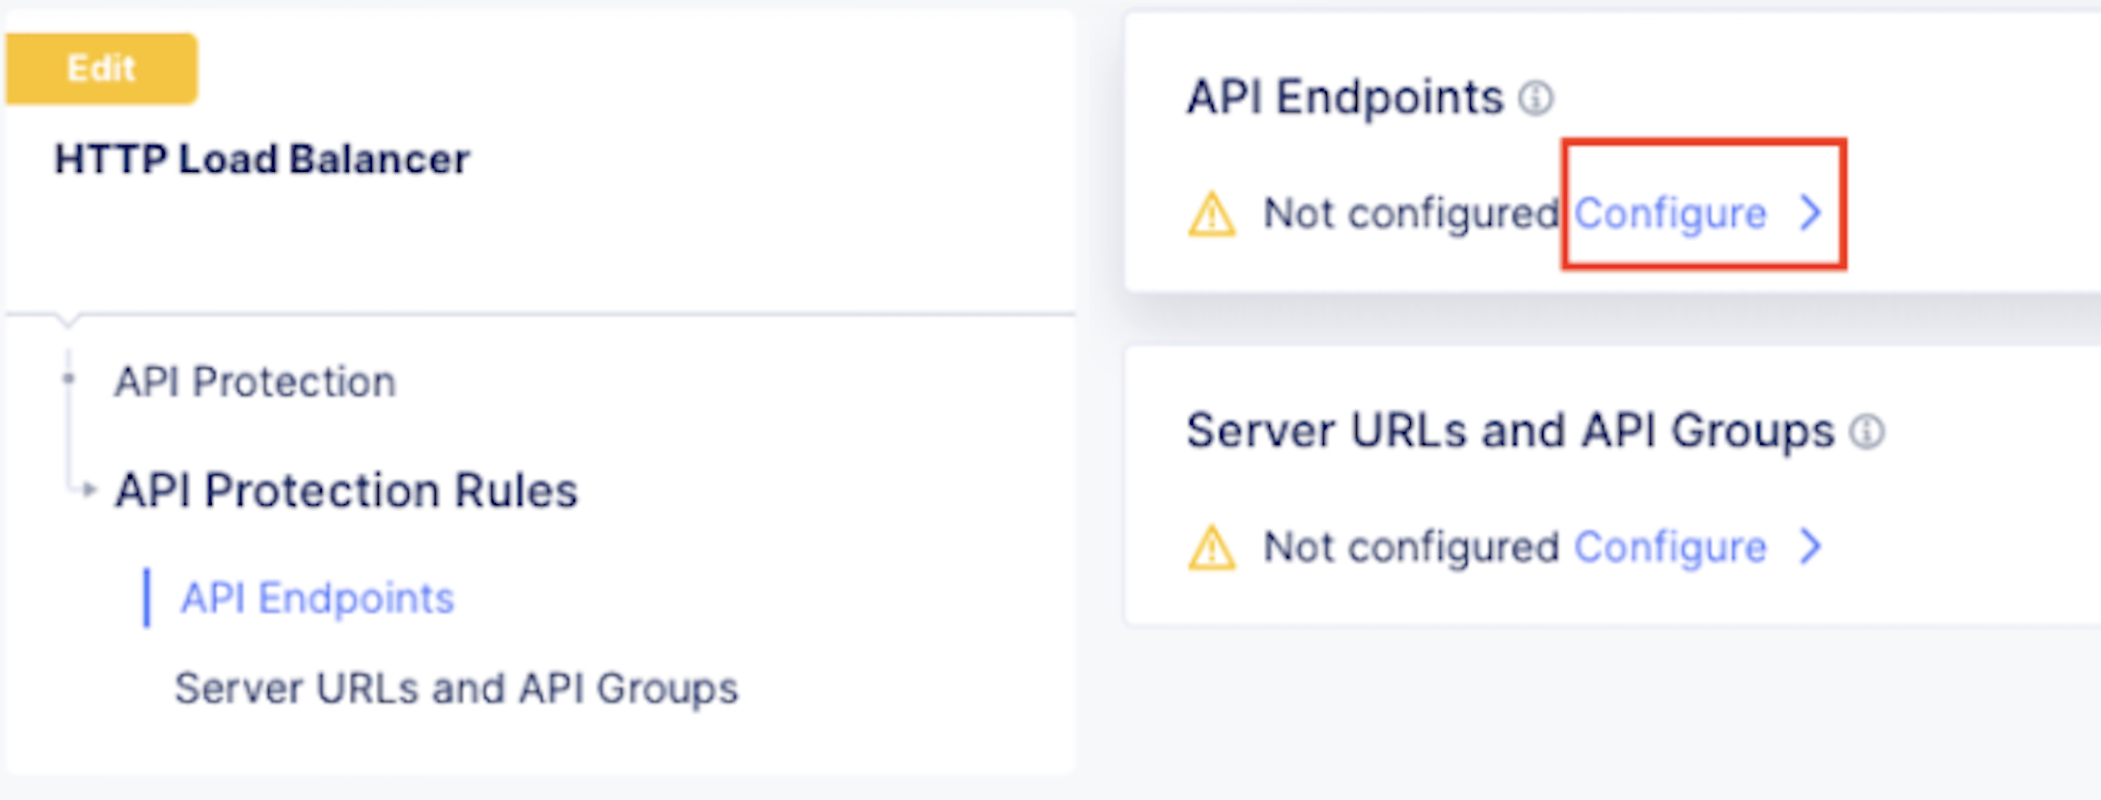 Edit
HTTP Load Balancer
API Protection
API Protection Rules
API Endpoints
Server URLs and API Groups
API Endpoints
Not configured Configure
Server URLs and API Groups
Not configured Configure